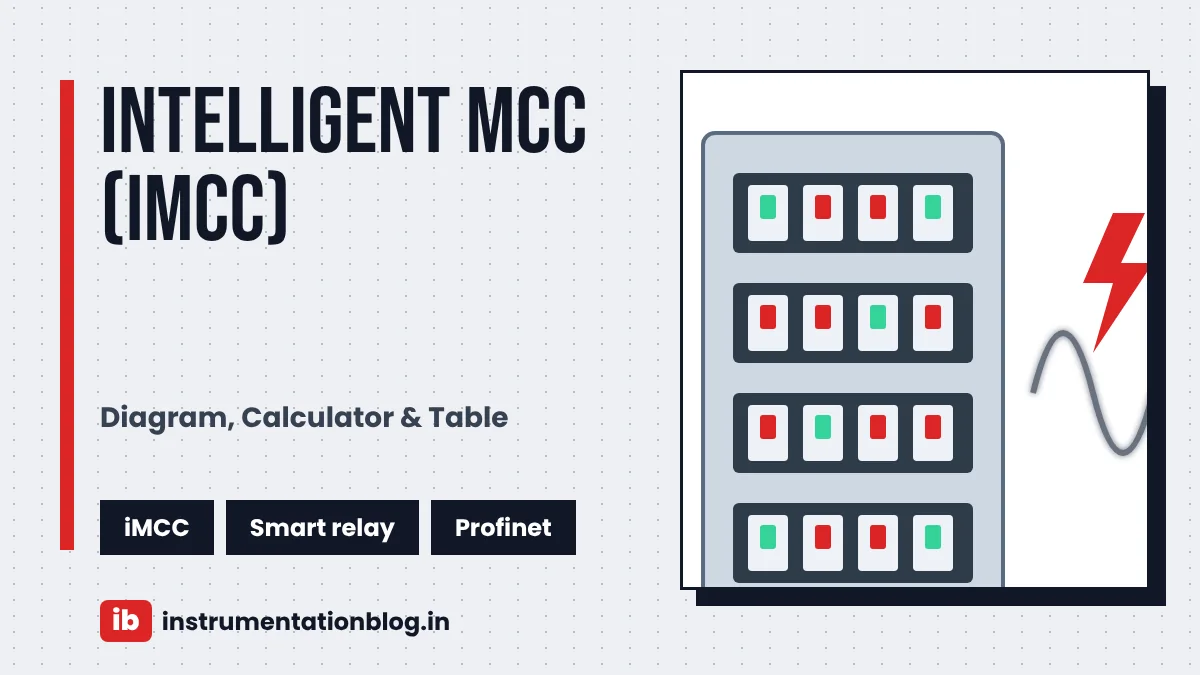 INTELLIGENT MCC
(IMCC)
Diagram, Calculator & Table
iMCC
Smart relay
Profinet
ib
instrumentationblog.in